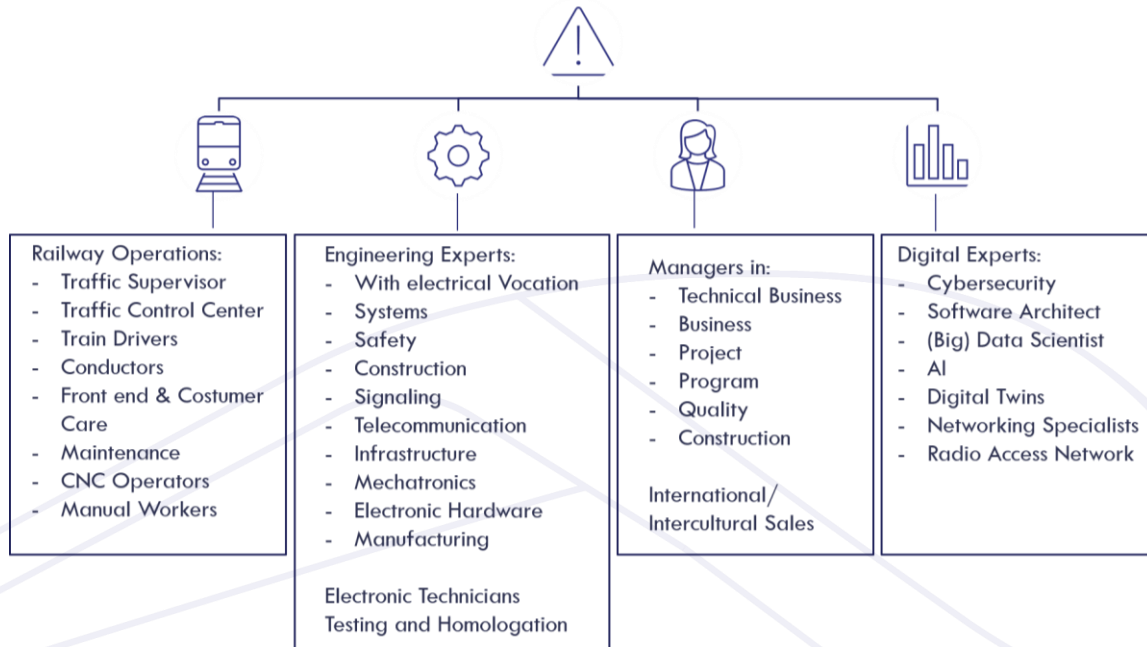 Railway Operations:
- Traffic Supervisor
- Traffic Control Center
- Train Drivers
- Conductors
- Front end & Costumer
Care
- Maintenance
- CNC Operators
- Manual Workers
Engineering Experts:
- With electrical Vocation
- Systems
- Safety
- Construction
- Signaling
- Telecommunication
- Infrastructure
- Mechatronics
- Electronic Hardware
- Manufacturing
Electronic Technicians
Testing and Homologation
Managers in:
- Technical Business
- Business
- Project
- Program
- Quality
- Construction
International/
Intercultural Sales
Digital Experts:
- Cybersecurity
- Software Architect
- (Big) Data Scientist
- AI
- Digital Twins
- Networking Specialists
- Radio Access Network